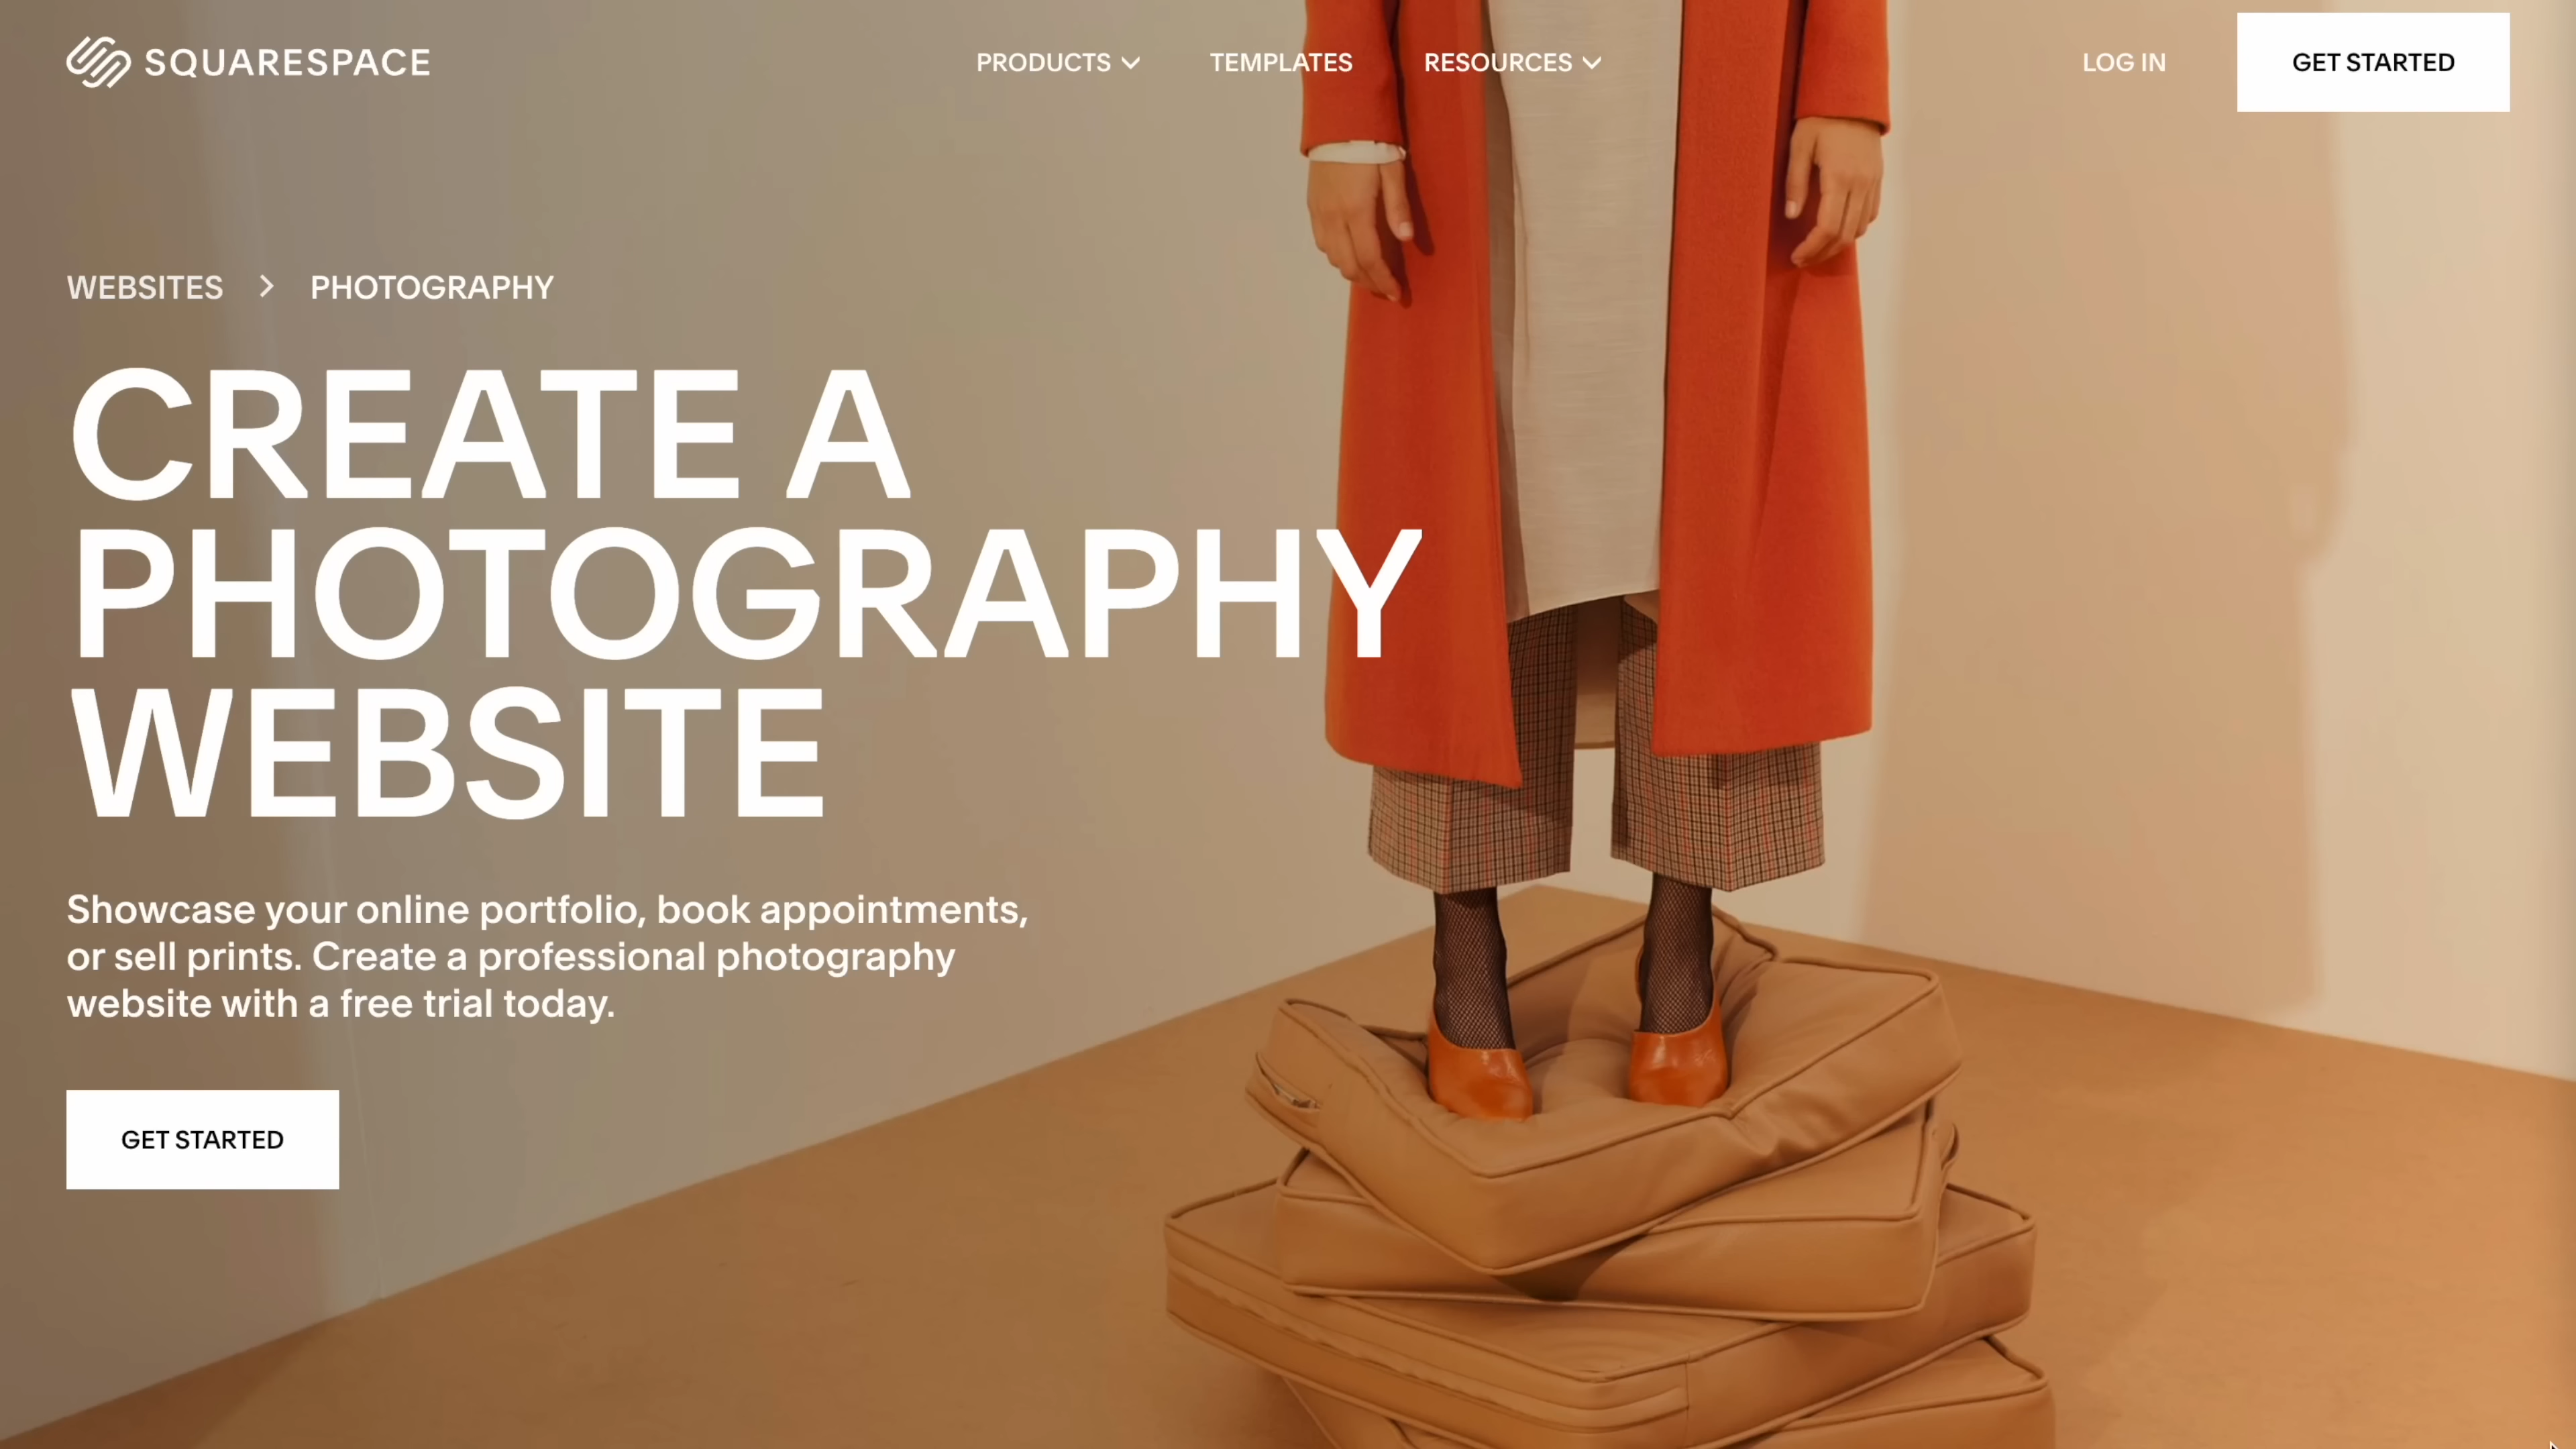 SQUARESPACE
PRODUCTS
TEMPLATES
RESOURCES
LOG IN
GET STARTED
WEBSITES > PHOTOGRAPHY
CREATE A
PHOTOGRAPHY
WEBSITE
Showcase your online portfolio, book appointments,
or sell prints. Create a professional photography
website with a free trial today.
GET STARTED